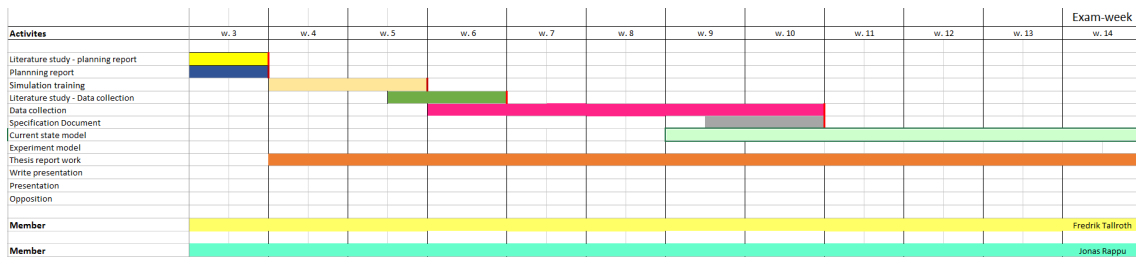 Exam-week
Activites w. 3 w. 4 w. 5 w. 6 w. 7 w. 8 w. 9 w. 10 w. 11 w. 12 w. 13 w. 14
Literature study - planning report
Plannning report
Simulation training
Literature study - Data collection
Data collection
Specification Document
Current state model
Experiment model
Thesis report work
Write presentation
Presentation
Opposition
Member Fredrik Tallroth
Member Jonas Rappu